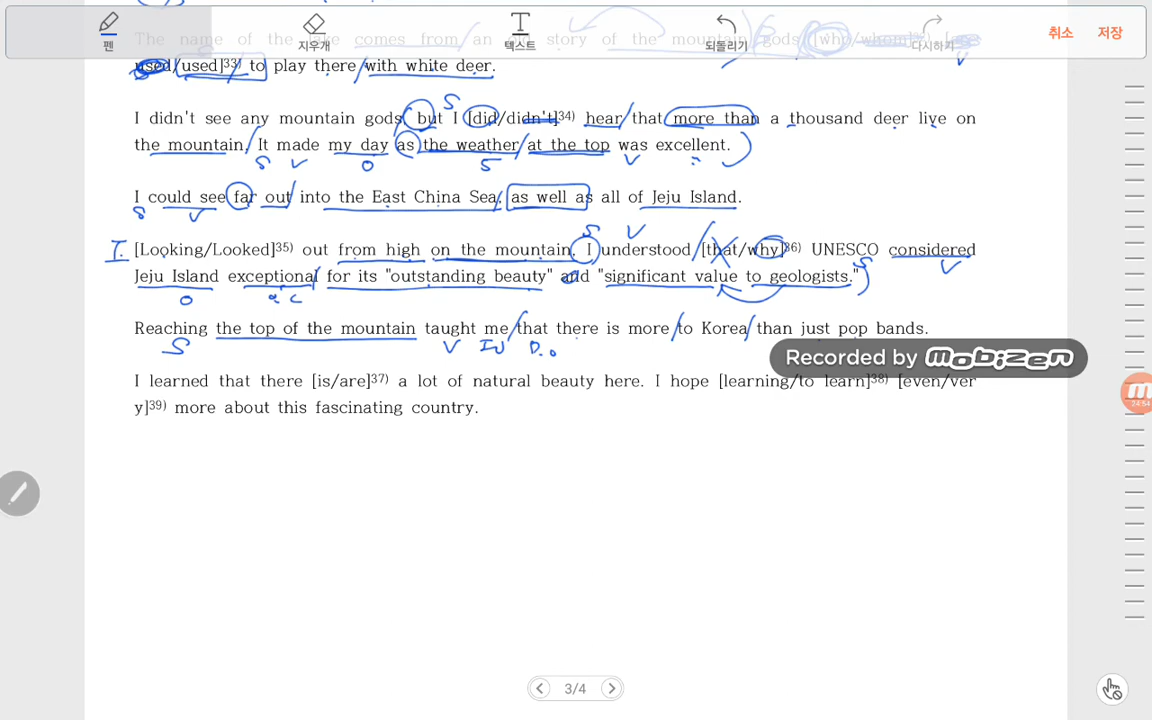 펜
지우개
텍스트
되돌리기
다시하기
취소
저장
The name of the lake comes from an old story of the mountain gods [who/whom]
used/used]33) to play there with white deer.
S
I didn't see any mountain gods, but I [did/didn't]34) hear that more than a thousand deer live on
the mountain. It made my day as the weather at the top was excellent.
S V O S V
I could see far out into the East China Sea, as well as all of Jeju Island.
S V S V
I [Looking/Looked]35) out from high on the mountain, I understood [that/why]36) UNESCO considered
S V
Jeju Island exceptional for its "outstanding beauty" and "significant value to geologists."
O
Reaching the top of the mountain taught me that there is more to Korea than just pop bands.
S V I.O D.O
Recorded by mobizen
I learned that there [is/are]37) a lot of natural beauty here. I hope [learning/to learn]38) [even/ver
y]39) more about this fascinating country.
3/4